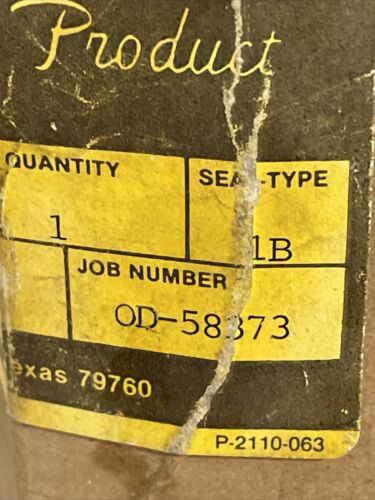 Product
QUANTITY
SEAL-TYPE
1
1B
JOB NUMBER
OD-58373
exas 79760
P-2110-063